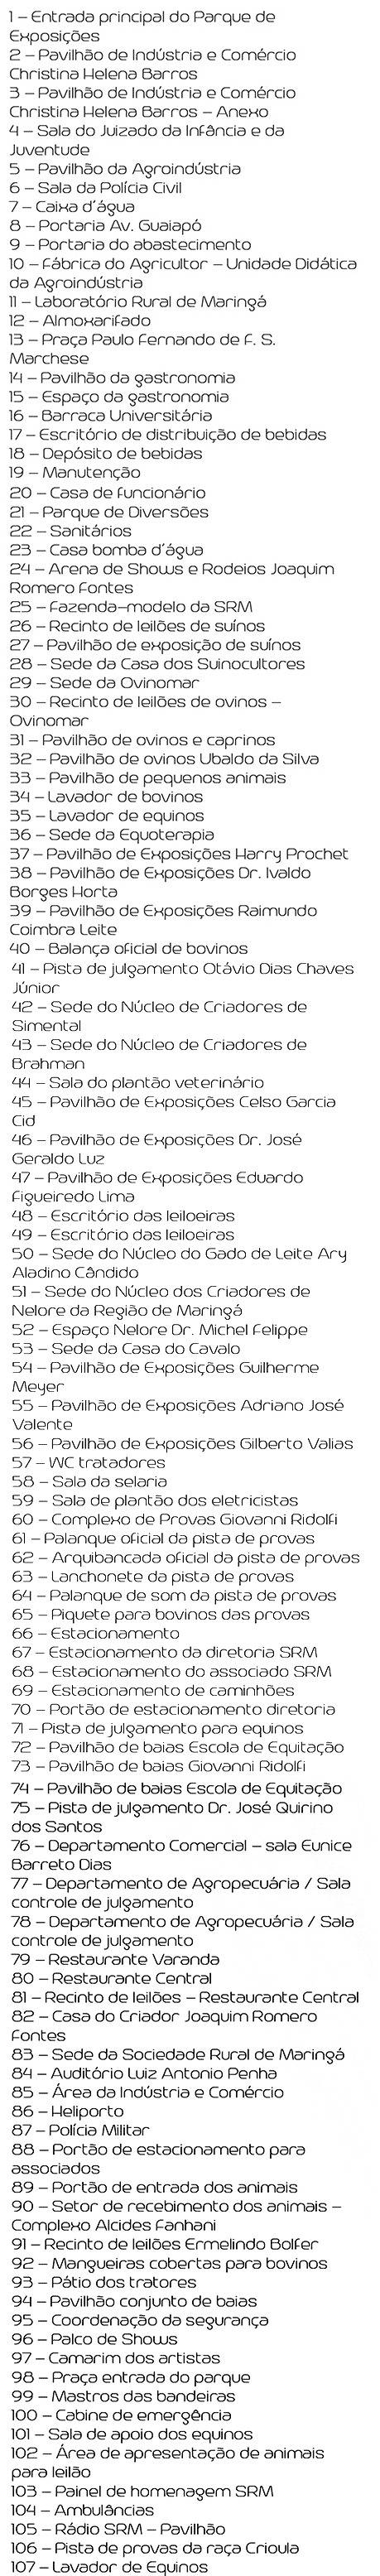 1 – Entrada principal do Parque de
Exposições
2 – Pavilhão de Indústria e Comércio
Christina Helena Barros
3 – Pavilhão de Indústria e Comércio
Christina Helena Barros – Anexo
4 – Sala do Juizado da Infância e da
Juventude
5 – Pavilhão da Agroindústria
6 – Sala da Polícia Civil
7 – Caixa d'água
8 – Portaria Av. Guaiapó
9 – Portaria do abastecimento
10 – Fábrica do Agricultor – Unidade Didática
da Agroindústria
11 – Laboratório Rural de Maringá
12 – Almoxarifado
13 – Praça Paulo Fernando de F. S.
Marchese
14 – Pavilhão da gastronomia
15 – Espaço da gastronomia
16 – Barraca Universitária
17 – Escritório de distribuição de bebidas
18 – Depósito de bebidas
19 – Manutenção
20 – Casa de funcionário
21 – Parque de Diversões
22 – Sanitários
23 – Casa bomba d'água
24 – Arena de Shows e Rodeios Joaquim
Romero Fontes
25 – Fazenda-modelo da SRM
26 – Recinto de leilões de suínos
27 – Pavilhão de exposição de suínos
28 – Sede da Casa dos Suinocultores
29 – Sede da Ovinomar
30 – Recinto de leilões de ovinos –
Ovinomar
31 – Pavilhão de ovinos e caprinos
32 – Pavilhão de ovinos Ubaldo da Silva
33 – Pavilhão de pequenos animais
34 – Lavador de bovinos
35 – Lavador de equinos
36 – Sede da Equoterapia
37 – Pavilhão de Exposições Harry Prochet
38 – Pavilhão de Exposições Dr. Ivaldo
Borges Horta
39 – Pavilhão de Exposições Raimundo
Coimbra Leite
40 – Balança oficial de bovinos
41 – Pista de julgamento Otávio Dias Chaves
Júnior
42 – Sede do Núcleo de Criadores de
Simental
43 – Sede do Núcleo de Criadores de
Brahman
44 – Sala do plantão veterinário
45 – Pavilhão de Exposições Celso Garcia
Cid
46 – Pavilhão de Exposições Dr. José
Geraldo Luz
47 – Pavilhão de Exposições Eduardo
Figueiredo Lima
48 – Escritório das leiloeiras
49 – Escritório das leiloeiras
50 – Sede do Núcleo do Gado de Leite Ary
Aladino Cândido
51 – Sede do Núcleo dos Criadores de
Nelore da Região de Maringá
52 – Espaço Nelore Dr. Michel Felippe
53 – Sede da Casa do Cavalo
54 – Pavilhão de Exposições Guilherme
Meyer
55 – Pavilhão de Exposições Adriano José
Valente
56 – Pavilhão de Exposições Gilberto Valias
57 – WC tratadores
58 – Sala da selaria
59 – Sala de plantão dos eletricistas
60 – Complexo de Provas Giovanni Ridolfi
61 – Palanque oficial da pista de provas
62 – Arquibancada oficial da pista de provas
63 – Lanchonete da pista de provas
64 – Palanque de som da pista de provas
65 – Piquete para bovinos das provas
66 – Estacionamento
67 – Estacionamento da diretoria SRM
68 – Estacionamento do associado SRM
69 – Estacionamento de caminhões
70 – Portão de estacionamento diretoria
71 – Pista de julgamento para equinos
72 – Pavilhão de baias Escola de Equitação
73 – Pavilhão de baias Giovanni Ridolfi
74 – Pavilhão de baias Escola de Equitação
75 – Pista de julgamento Dr. José Quirino
dos Santos
76 – Departamento Comercial – sala Eunice
Barreto Dias
77 – Departamento de Agropecuária / Sala
controle de julgamento
78 – Departamento de Agropecuária / Sala
controle de julgamento
79 – Restaurante Varanda
80 – Restaurante Central
81 – Recinto de leilões – Restaurante Central
82 – Casa do Criador Joaquim Romero
Fontes
83 – Sede da Sociedade Rural de Maringá
84 – Auditório Luiz Antonio Penha
85 – Área da Indústria e Comércio
86 – Heliporto
87 – Polícia Militar
88 – Portão de estacionamento para
associados
89 – Portão de entrada dos animais
90 – Setor de recebimento dos animais –
Complexo Alcides Fanhani
91 – Recinto de leilões Ermelindo Bolfer
92 – Mangueiras cobertas para bovinos
93 – Pátio dos tratores
94 – Pavilhão conjunto de baias
95 – Coordenação da segurança
96 – Palco de Shows
97 – Camarim dos artistas
98 – Praça entrada do parque
99 – Mastros das bandeiras
100 – Cabine de emergência
101 – Sala de apoio dos equinos
102 – Área de apresentação de animais
para leilão
103 – Painel de homenagem SRM
104 – Ambulâncias
105 – Rádio SRM – Pavilhão
106 – Pista de provas da raça Crioula
107 – Lavador de Equinos